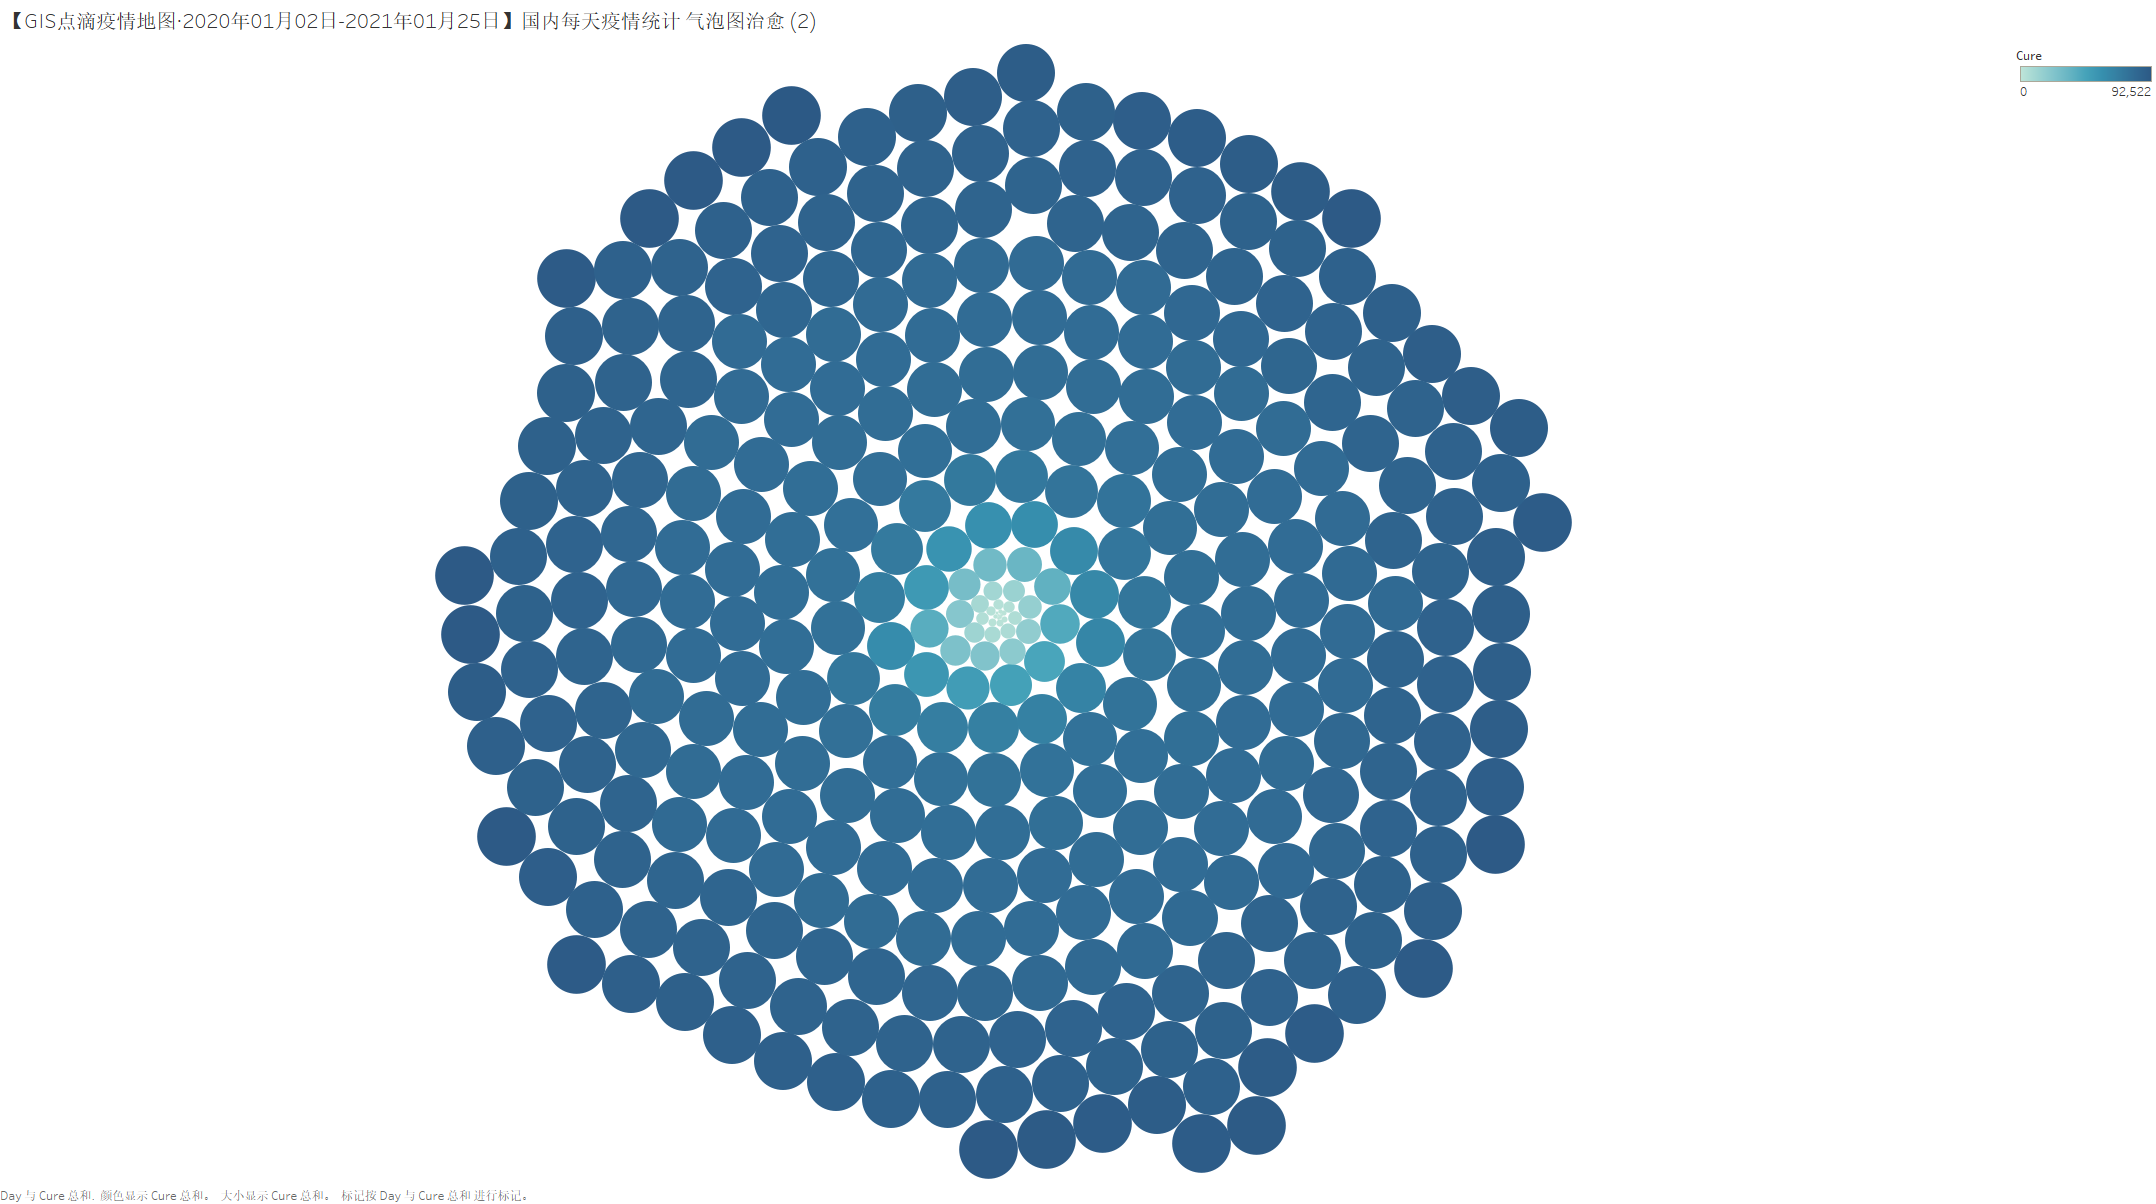 【GIS点滴疫情地图·2020年01月02日-2021年01月25日】国内每天疫情统计 气泡图治愈 (2)
Cure
0 92,522
Day 与 Cure 总和. 颜色显示 Cure 总和。 大小显示 Cure 总和。 标记按 Day 与 Cure 总和 进行标记。